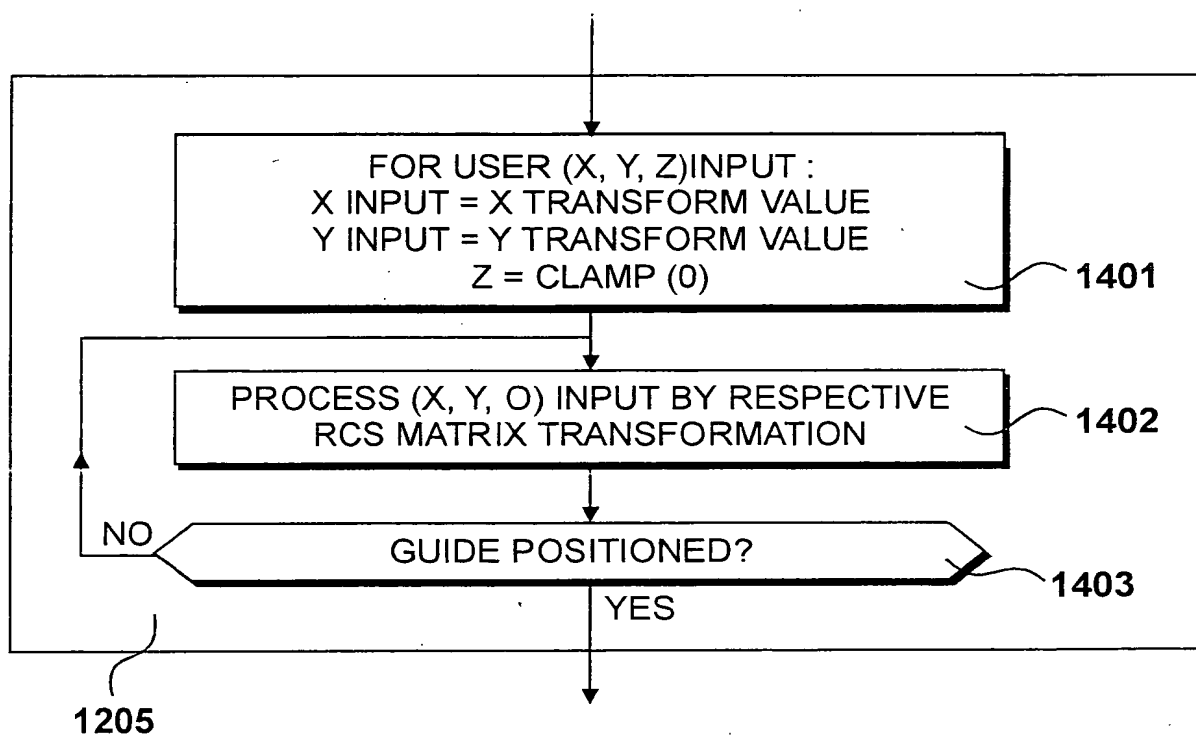 FOR USER (X, Y, Z)INPUT :
X INPUT = X TRANSFORM VALUE
Y INPUT = Y TRANSFORM VALUE
Z = CLAMP (0)
1401
PROCESS (X, Y, O) INPUT BY RESPECTIVE
RCS MATRIX TRANSFORMATION
1402
NO
GUIDE POSITIONED?
1403
YES
1205